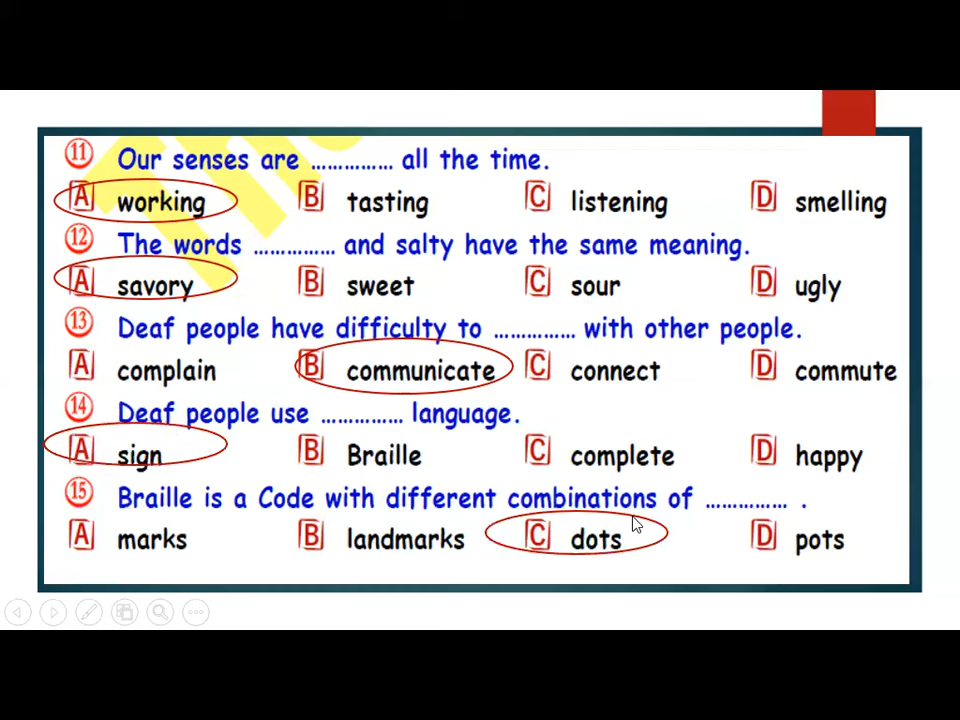 11 Our senses are ............... all the time.
A working B tasting C listening D smelling
12 The words ............... and salty have the same meaning.
A savory B sweet C sour D ugly
13 Deaf people have difficulty to ............... with other people.
A complain B communicate C connect D commute
14 Deaf people use ............... language.
A sign B Braille C complete D happy
15 Braille is a Code with different combinations of ............... .
A marks B landmarks C dots D pots